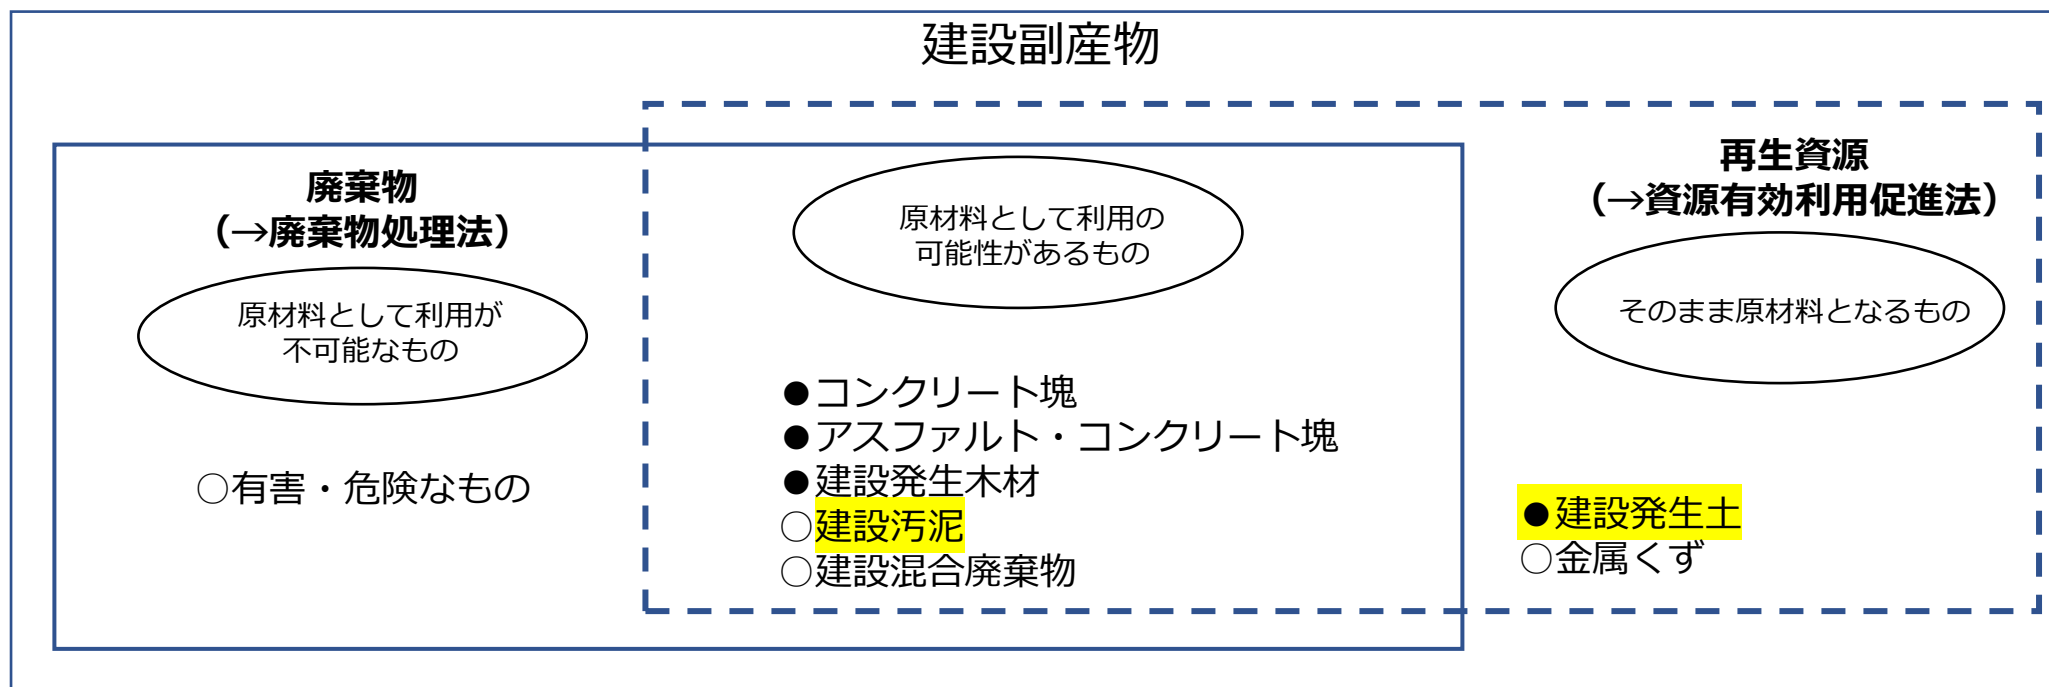 建設副産物
廃棄物
（→廃棄物処理法）
原材料として利用が
不可能なもの
○有害・危険なもの
原材料として利用の
可能性があるもの
●コンクリート塊
●アスファルト・コンクリート塊
●建設発生木材
○建設汚泥
○建設混合廃棄物
再生資源
（→資源有効利用促進法）
そのまま原材料となるもの
●建設発生土
○金属くず